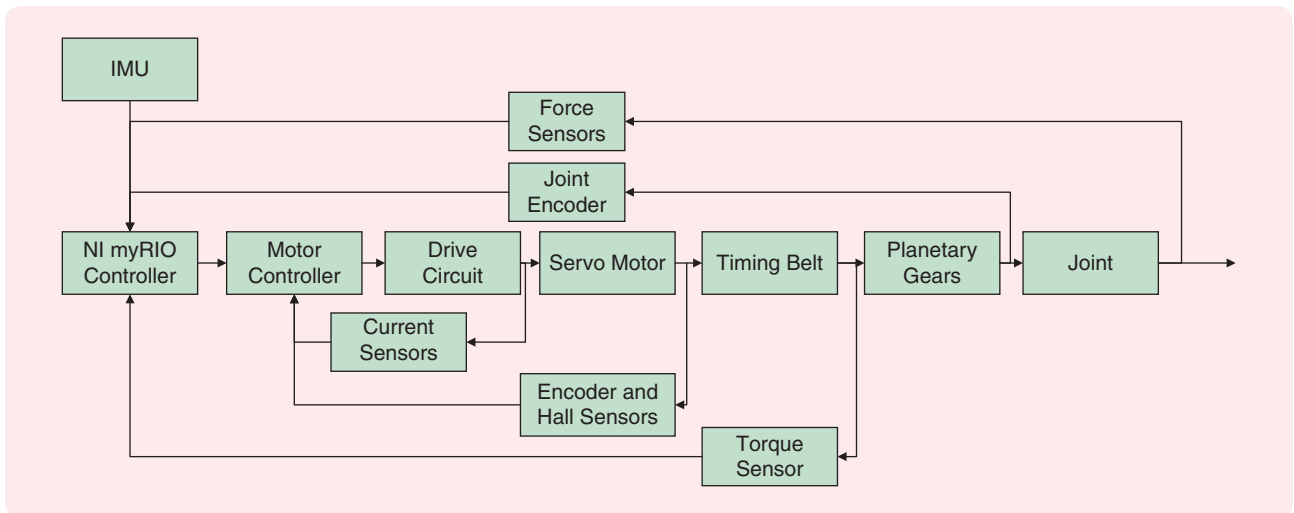 IMU
Force
Sensors
Joint
Encoder
NI myRIO
Controller
Motor
Controller
Drive
Circuit
Servo Motor
Timing Belt
Planetary
Gears
Joint
Current
Sensors
Encoder and
Hall Sensors
Torque
Sensor